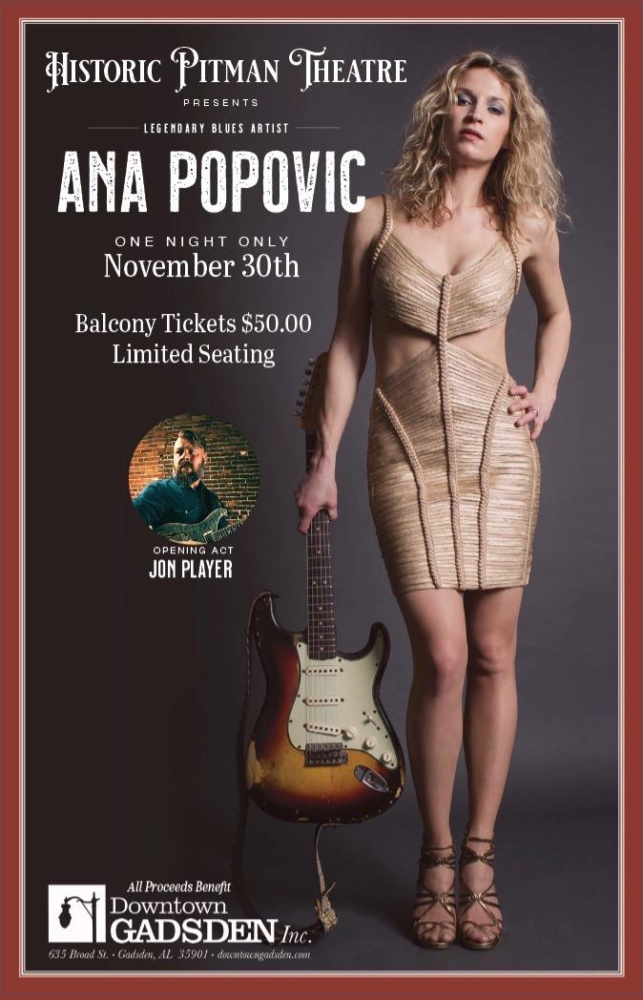 Historic Pitman Theatre
PRESENTS
LEGENDARY BLUES ARTIST
ANA POPOVIC
ONE NIGHT ONLY
November 30th
Balcony Tickets $50.00
Limited Seating
OPENING ACT
JON PLAYER
All Proceeds Benefit
Downtown
GADSDEN Inc.
635 Broad St. • Gadsden, AL 35901 • downtowngadsden.com